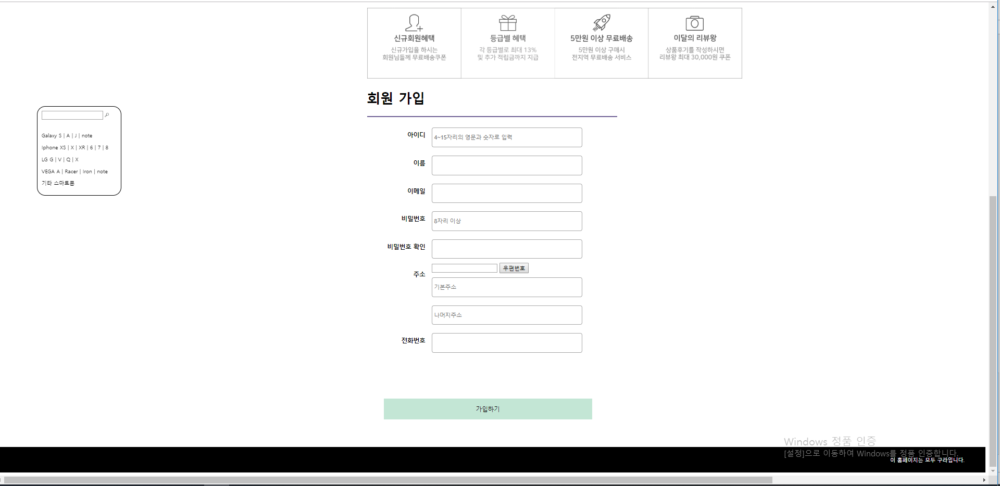 신규회원혜택
신규가입을 하시는
회원님들께 무료배송쿠폰
등급별 혜택
각 등급별로 최대 13%
및 추가 적립금까지 지급
5만원 이상 무료배송
5만원 이상 구매시
전지역 무료배송 서비스
이달의 리뷰왕
상품후기를 작성하시면
리뷰왕 최대 30,000원 쿠폰
Galaxy S | A | J | note
Iphone XS | X | XR | 6 | 7 | 8
LG G | V | Q | X
VEGA A | Racer | Iron | note
기타 스마트폰
회원 가입
아이디
4~15자리의 영문과 숫자로 입력
이름
이메일
비밀번호
8자리 이상
비밀번호 확인
주소
우편번호
기본주소
나머지주소
전화번호
가입하기
Windows 정품 인증
[설정]으로 이동하여 Windows를 정품 인증합니다.
이 홈페이지는 모두 구라입니다.